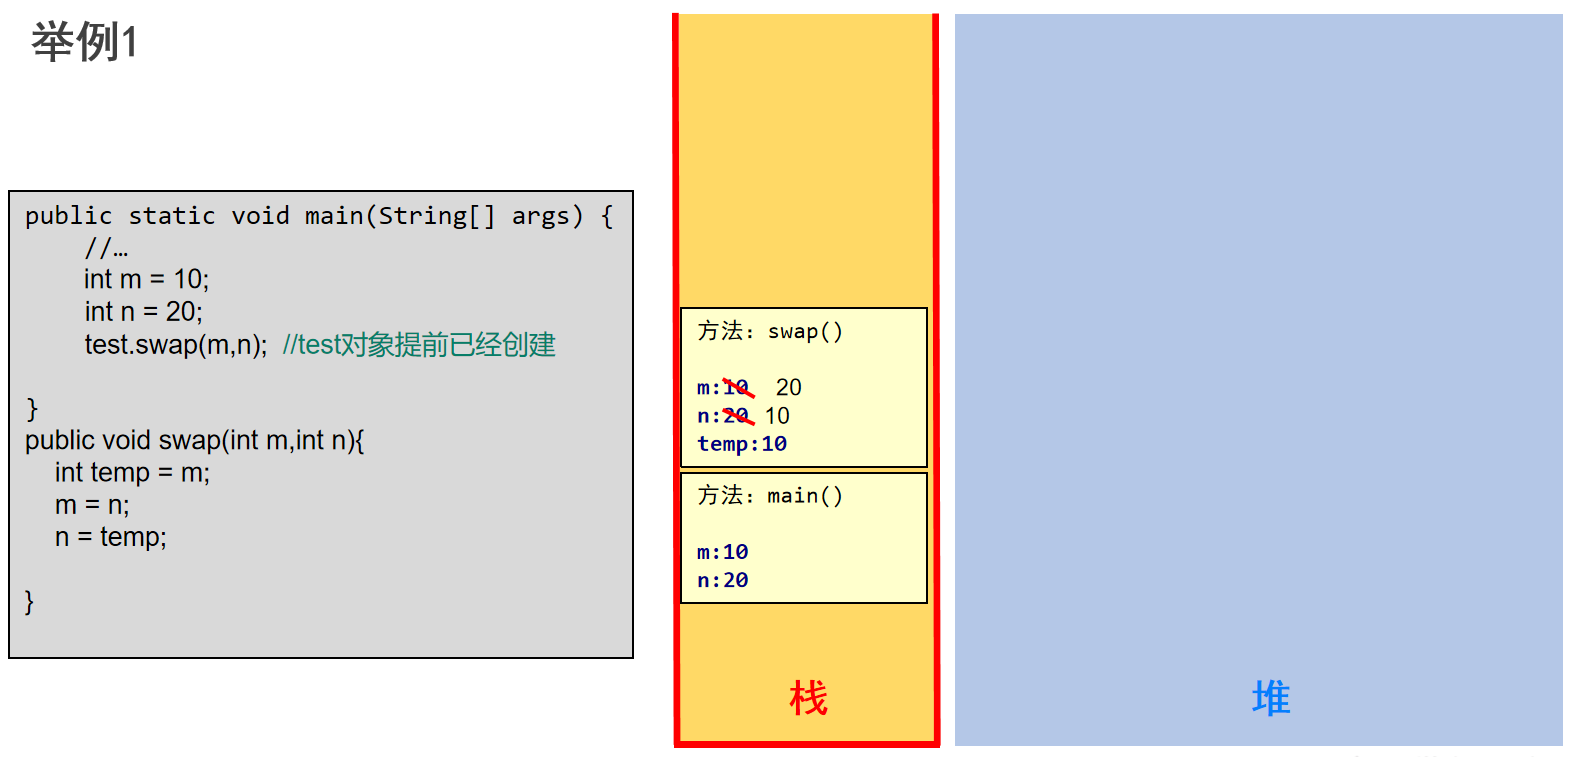 举例1
public static void main(String[] args) {
//…
int m = 10;
int n = 20;
test.swap(m,n); //test对象提前已经创建
}
public void swap(int m,int n){
int temp = m;
m = n;
n = temp;
}
方法：swap()
m:10 20
n:20 10
temp:10
方法：main()
m:10
n:20
栈
堆